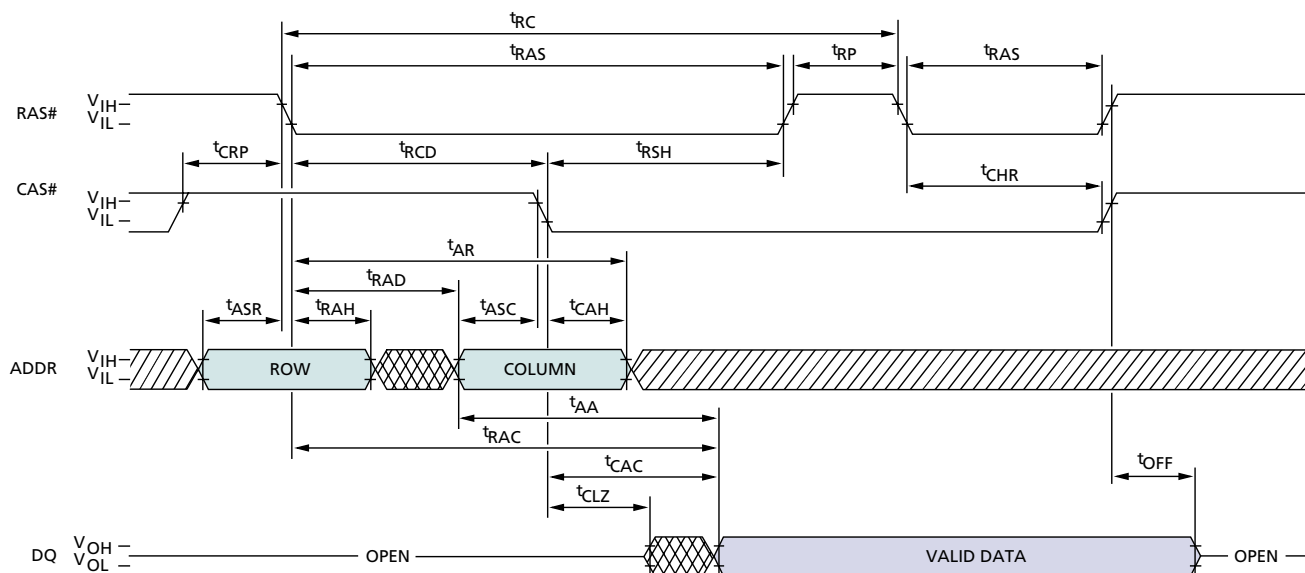 tRC
tRAS
tRP
tRAS
RAS#
VIH
VIL
tCRP
tRCD
tRSH
tCHR
CAS#
VIH
VIL
tAR
tRAD
tASR
tRAH
tASC
tCAH
ADDR
VIH
VIL
ROW
COLUMN
tAA
tRAC
tCAC
tOFF
tCLZ
DQ
VOH
VOL
OPEN
VALID DATA
OPEN